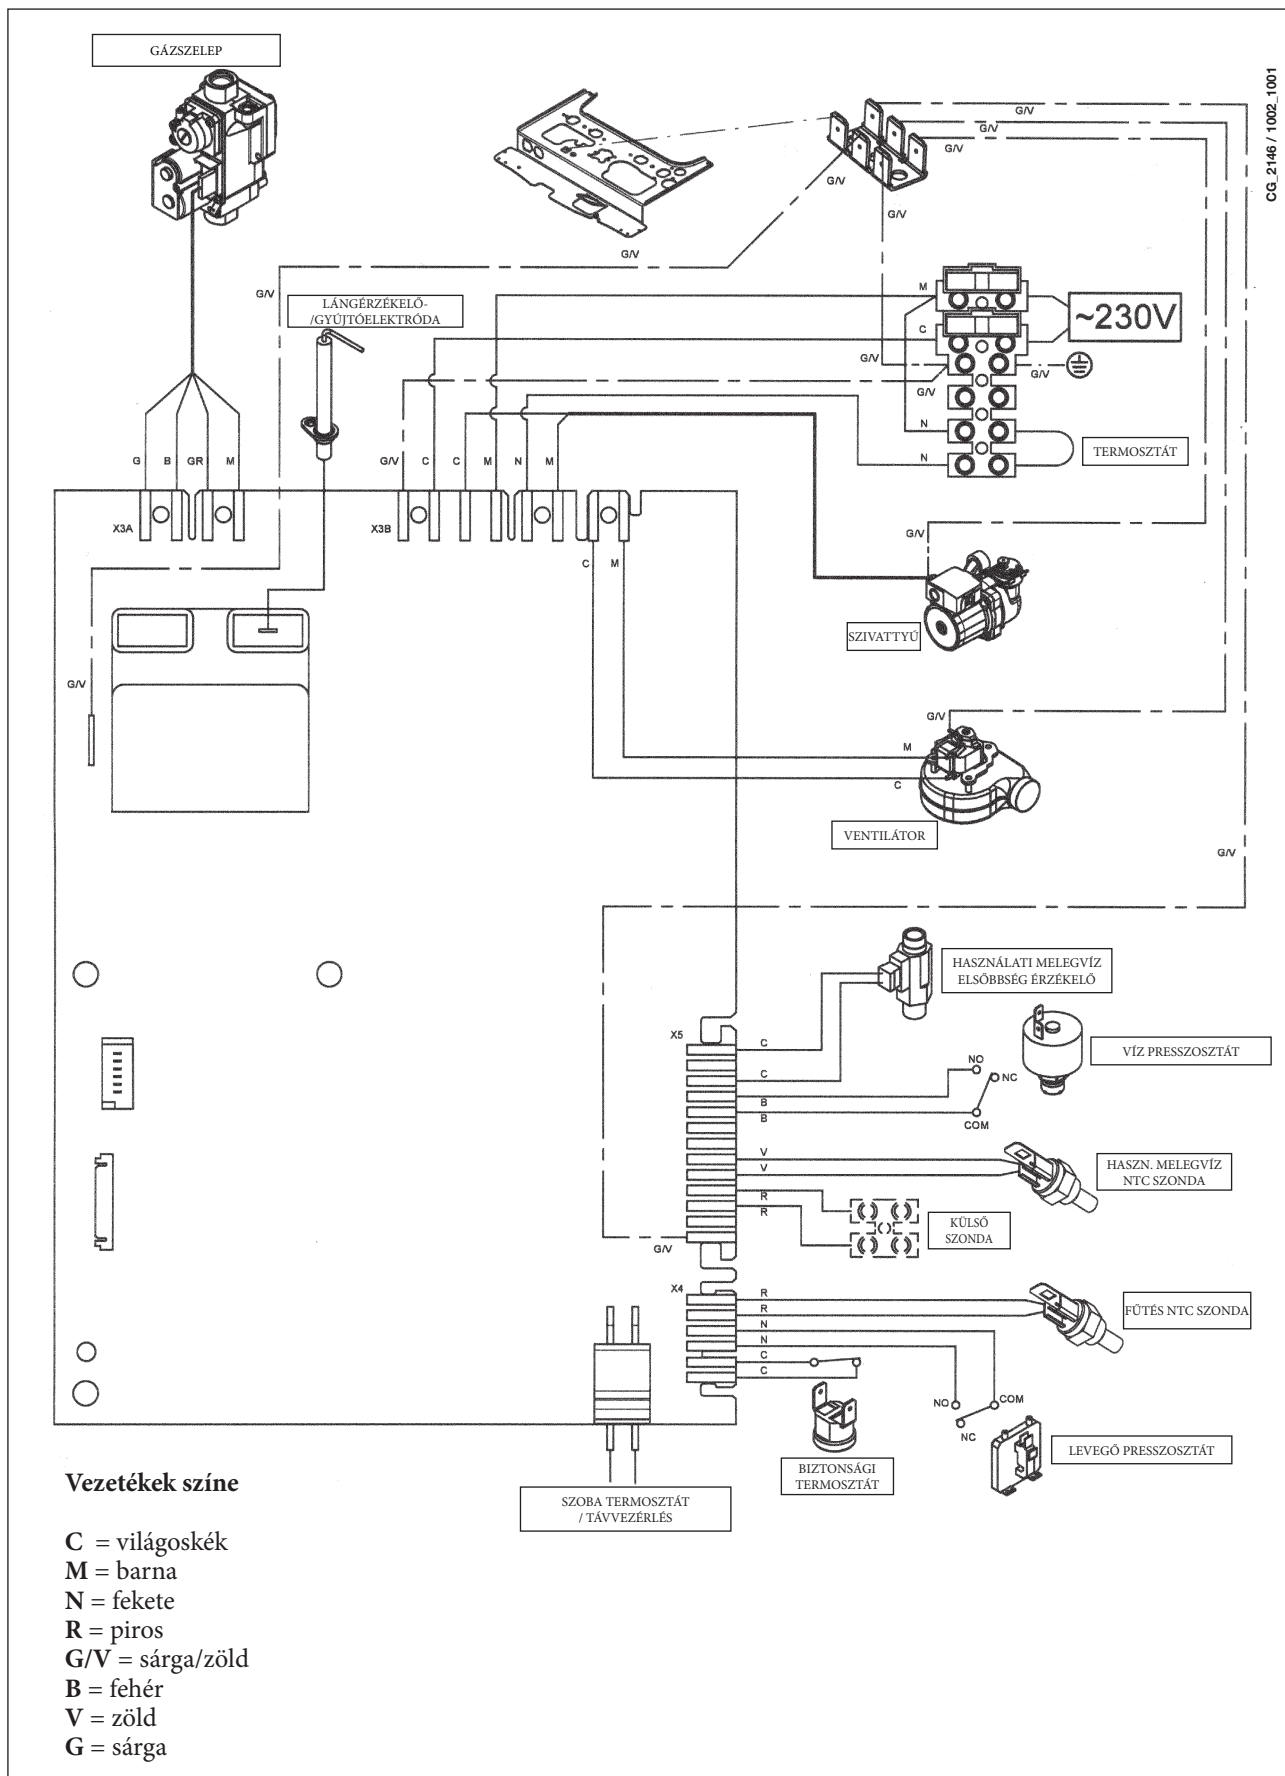 GÁZSZELEP
CG_2146 / 1002_1001
G/V
G/V
G/V
G/V
G/V
G/V
G/V
LÁNGÉRZÉKELŐ-
/GYÚJTÓELEKTRÓDA
M
~230V
C
G/V
G/V
G/V
N
TERMOSZTÁT
N
G
B
GR
M
G/V
C
C
M
N
M
X3A
X3B
G/V
C
M
SZIVATTYÚ
G/V
G/V
M
C
VENTILÁTOR
G/V
HASZNÁLATI MELEGVÍZ
ELSŐBBSÉG ÉRZÉKELŐ
X5
C
C
NO
NC
COM
VÍZ PRESSZOSTÁT
B
B
V
V
HASZN. MELEGVÍZ
NTC SZONDA
R
R
KÜLSŐ
SZONDA
G/V
X4
R
R
N
N
C
C
FŰTÉS NTC SZONDA
NO
COM
NC
LEVEGŐ PRESSZOSTÁT
BIZTONSÁGI
TERMOSZTÁT
SZOBA TERMOSZTÁT
/ TÁVVEZÉRLÉS
Vezetékek színe
C = világoskék
M = barna
N = fekete
R = piros
G/V = sárga/zöld
B = fehér
V = zöld
G = sárga